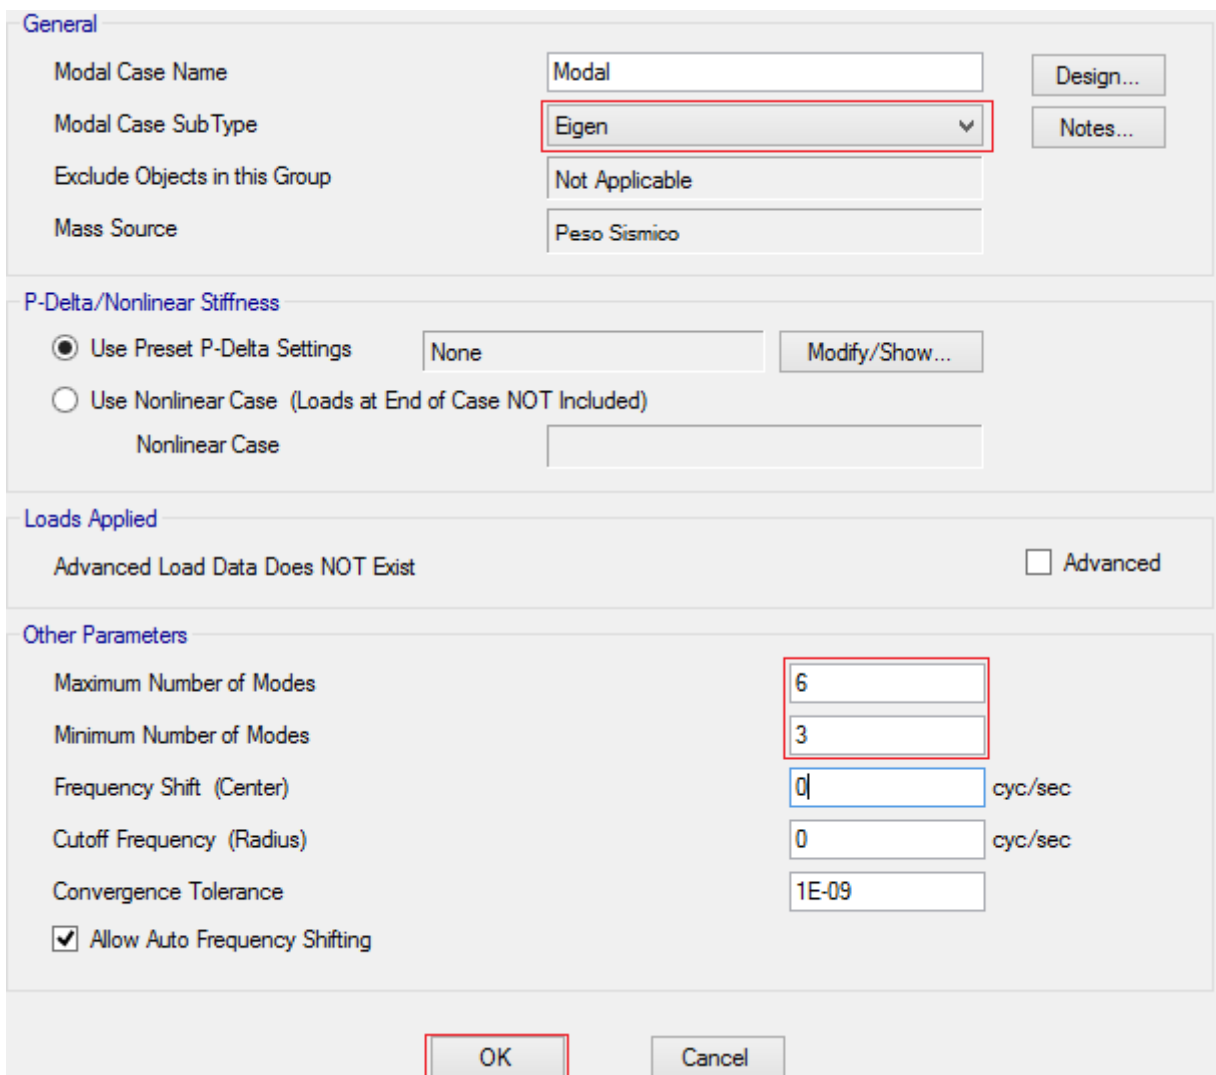 General
Modal Case Name Modal Design...
Modal Case SubType Eigen Notes...
Exclude Objects in this Group Not Applicable
Mass Source Peso Sismico
P-Delta/Nonlinear Stiffness
Use Preset P-Delta Settings None Modify/Show...
Use Nonlinear Case (Loads at End of Case NOT Included)
Nonlinear Case
Loads Applied
Advanced Load Data Does NOT Exist Advanced
Other Parameters
Maximum Number of Modes 6
Minimum Number of Modes 3
Frequency Shift (Center) 0 cyc/sec
Cutoff Frequency (Radius) 0 cyc/sec
Convergence Tolerance 1E-09
Allow Auto Frequency Shifting
OK Cancel